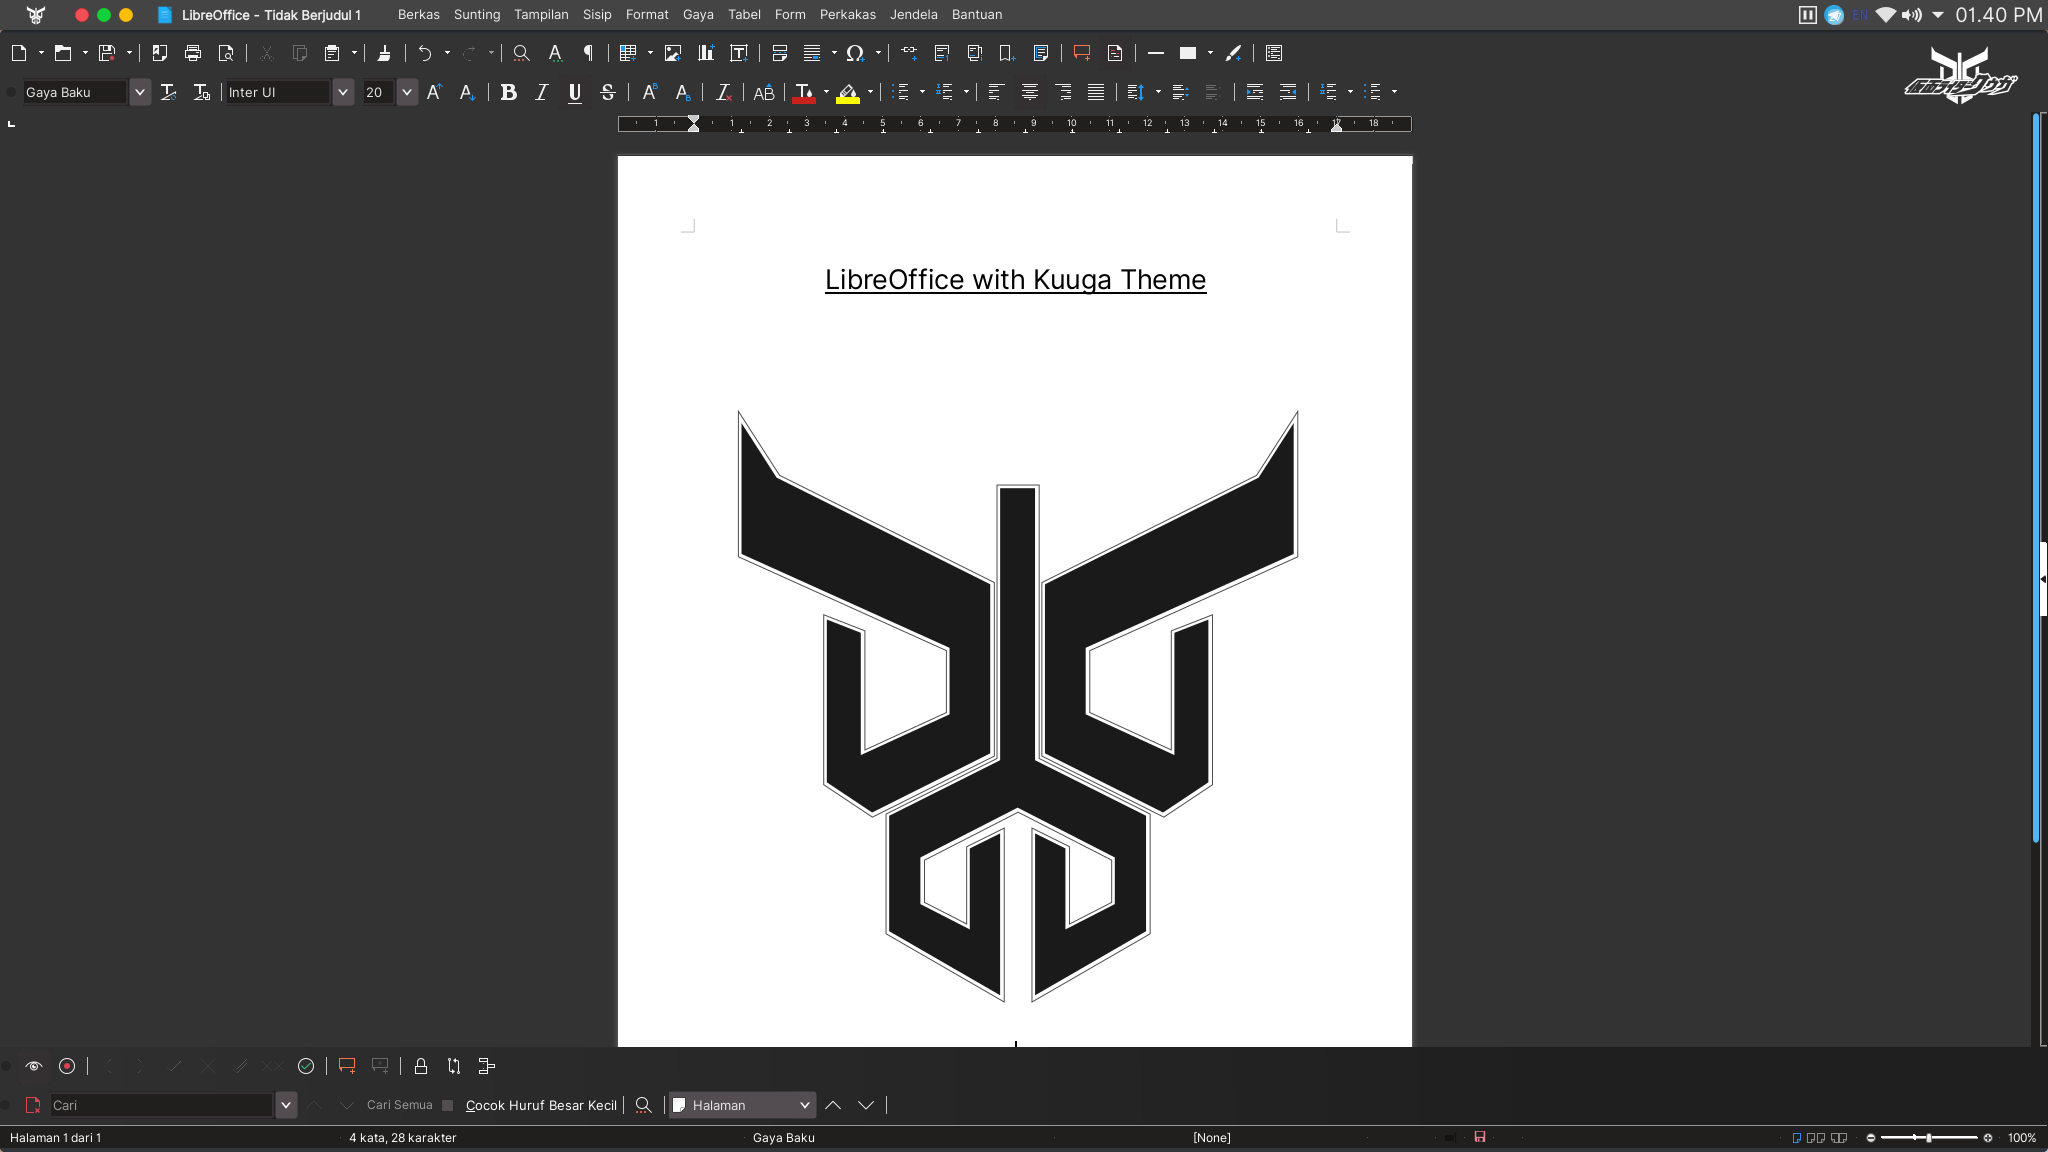 LibreOffice - Tidak Berjudul 1 Berkas Sunting Tampilan Sisip Format Gaya Tabel Form Perkakas Jendela Bantuan EN 01.40 PM
Gaya Baku Inter UI 20
1 1 2 3 4 5 6 7 8 9 10 11 12 13 14 15 16 17 18
LibreOffice with Kuuga Theme
Cari Cari Semua Cocok Huruf Besar Kecil Halaman
Halaman 1 dari 1 4 kata, 28 karakter Gaya Baku [None] 100%